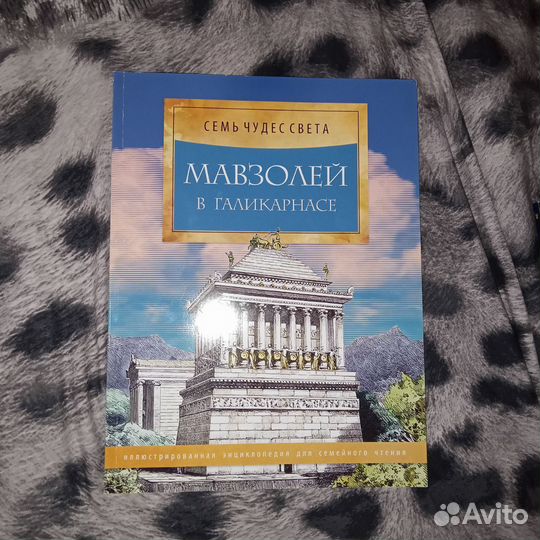 СЕМЬ ЧУДЕС СВЕТА
МАВЗОЛЕЙ
В ГАЛИКАРНАСЕ
иллюстрированная энциклопедия для семейного чтения
Avito